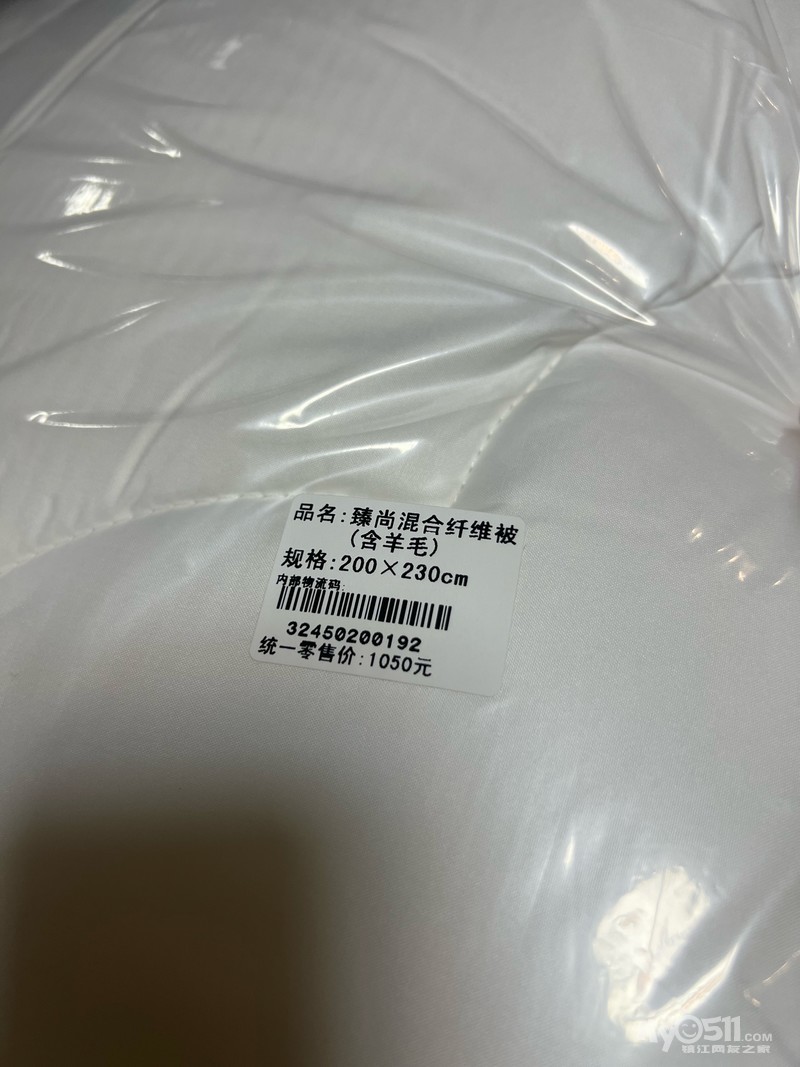 品名:臻尚混合纤维被
(含羊毛)
规格:200×230cm
内部物流码:
32450200192
统一零售价:1050元
my0511.COM
镇江网友之家